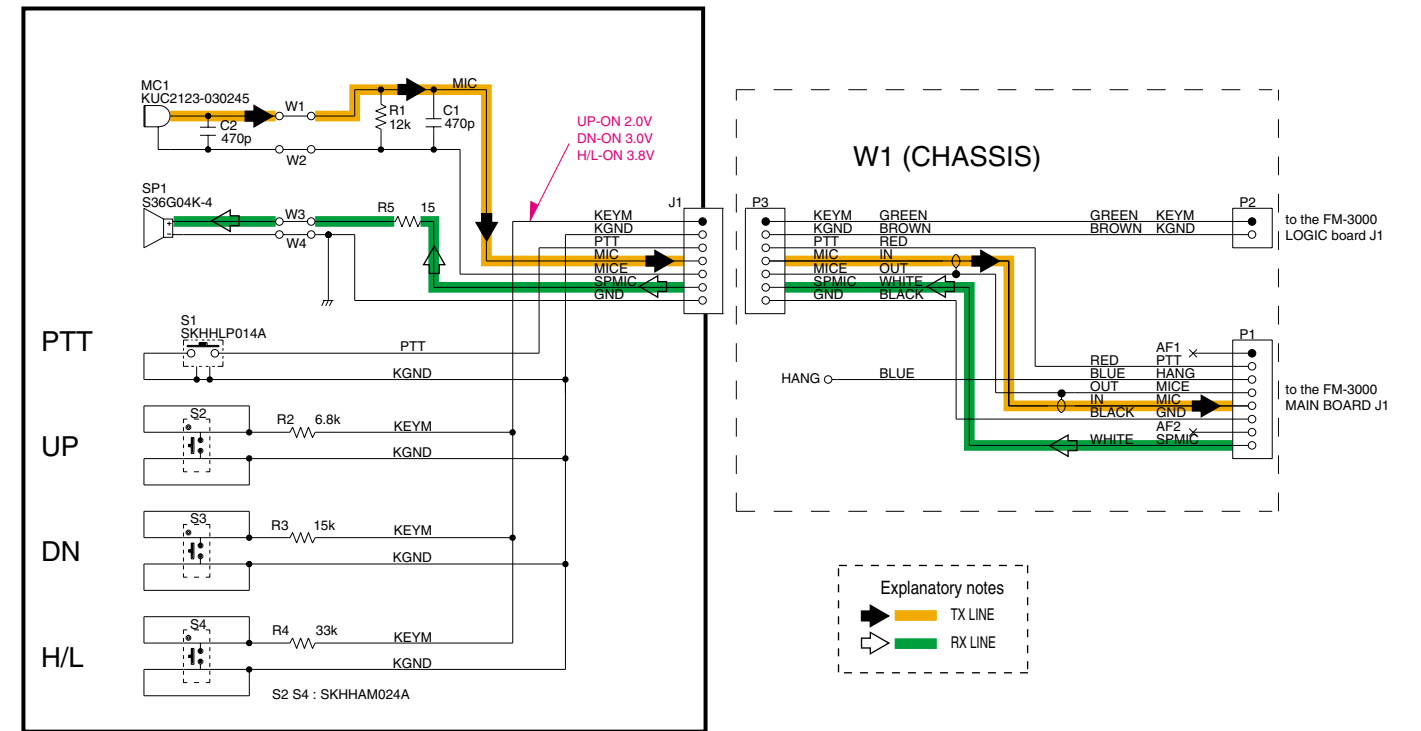 MC1
KUC2123-030245
C2
470p
W1
W2
MIC
R1
12k
C1
470p
UP-ON 2.0V
DN-ON 3.0V
H/L-ON 3.8V
SP1
S36G04K-4
+
−
W3
W4
R5 15
J1
KEYM
KGND
PTT
MIC
MICE
SPMIC
GND
PTT
S1
SKHHLP014A
PTT
KGND
UP
S2
R2 6.8k
KEYM
KGND
DN
S3
R3 15k
KEYM
KGND
H/L
S4
R4 33k
KEYM
KGND
S2 S4 : SKHHAM024A
W1 (CHASSIS)
P3
KEYM GREEN
KGND BROWN
PTT RED
MIC IN
MICE OUT
SPMIC WHITE
GND BLACK
GREEN KEYM
BROWN KGND
P2
to the FM-3000
LOGIC board J1
HANG
BLUE
P1
AF1
RED PTT
BLUE HANG
OUT MICE
IN MIC
BLACK GND
AF2
WHITE SPMIC
to the FM-3000
MAIN BOARD J1
Explanatory notes
TX LINE
RX LINE